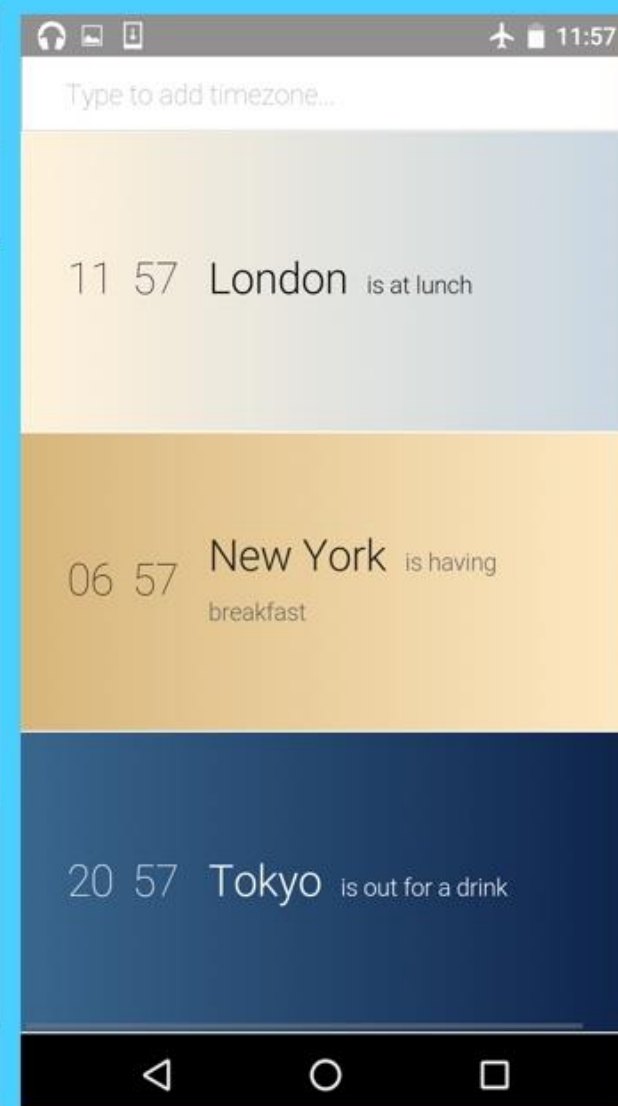 11:57
Type to add timezone...
11 57 London is at lunch
06 57 New York is having
breakfast
20 57 Tokyo is out for a drink